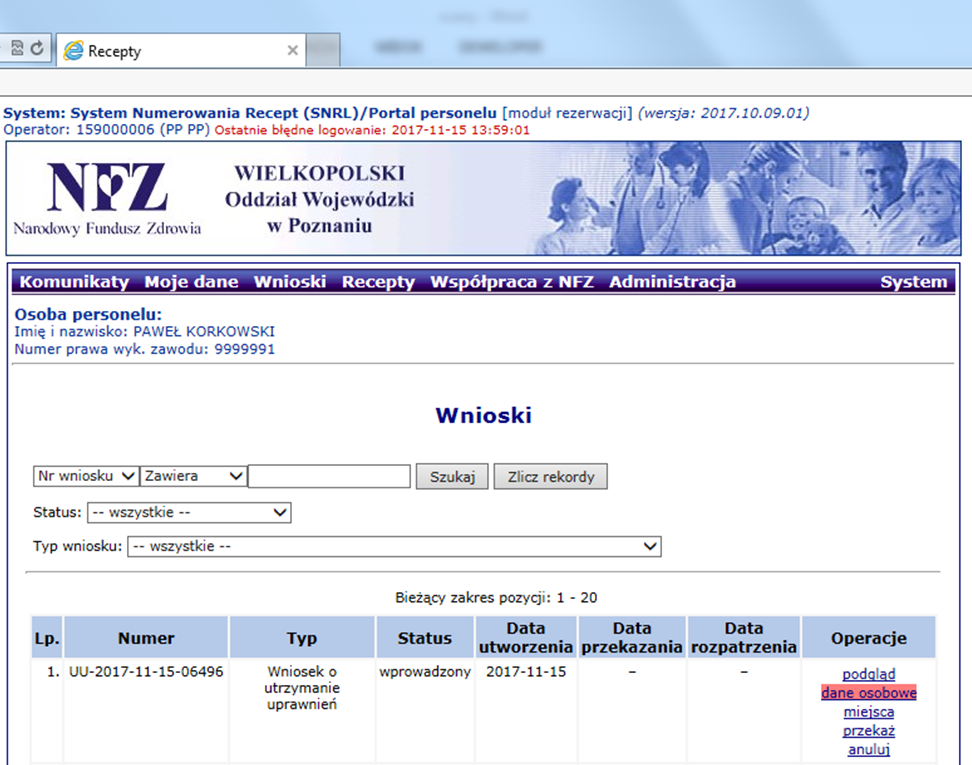 Recepty
System: System Numerowania Recept (SNRL)/Portal personelu [moduł rezerwacji] (wersja: 2017.10.09.01)
Operator: 159000006 (PP PP) Ostatnie błędne logowanie: 2017-11-15 13:59:01
NFZ
Narodowy Fundusz Zdrowia
WIELKOPOLSKI
Oddział Wojewódzki
w Poznaniu
Komunikaty Moje dane Wnioski Recepty Współpraca z NFZ Administracja System
Osoba personelu:
Imię i nazwisko: PAWEŁ KORKOWSKI
Numer prawa wyk. zawodu: 9999991
Wnioski
Nr wniosku Zawiera Szukaj Zlicz rekordy
Status: -- wszystkie --
Typ wniosku: -- wszystkie --
Bieżący zakres pozycji: 1 - 20
Lp. Numer Typ Status Data utworzenia Data przekazania Data rozpatrzenia Operacje
1. UU-2017-11-15-06496 Wniosek o utrzymanie uprawnień wprowadzony 2017-11-15 – – podgląd
dane osobowe
miejsca
przekaż
anuluj